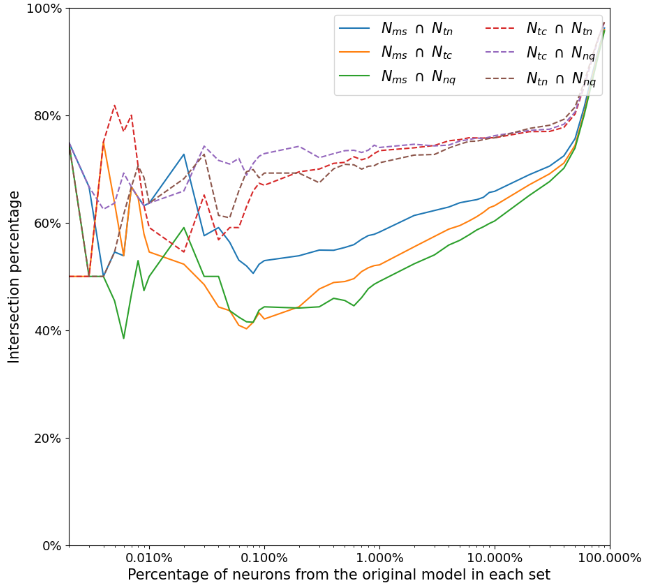 100%
80%
60%
40%
20%
0%
Intersection percentage
N_ms ∩ N_tn
N_ms ∩ N_tc
N_ms ∩ N_nq
N_tc ∩ N_tn
N_tc ∩ N_nq
N_tn ∩ N_nq
0.010% 0.100% 1.000% 10.000% 100.000%
Percentage of neurons from the original model in each set